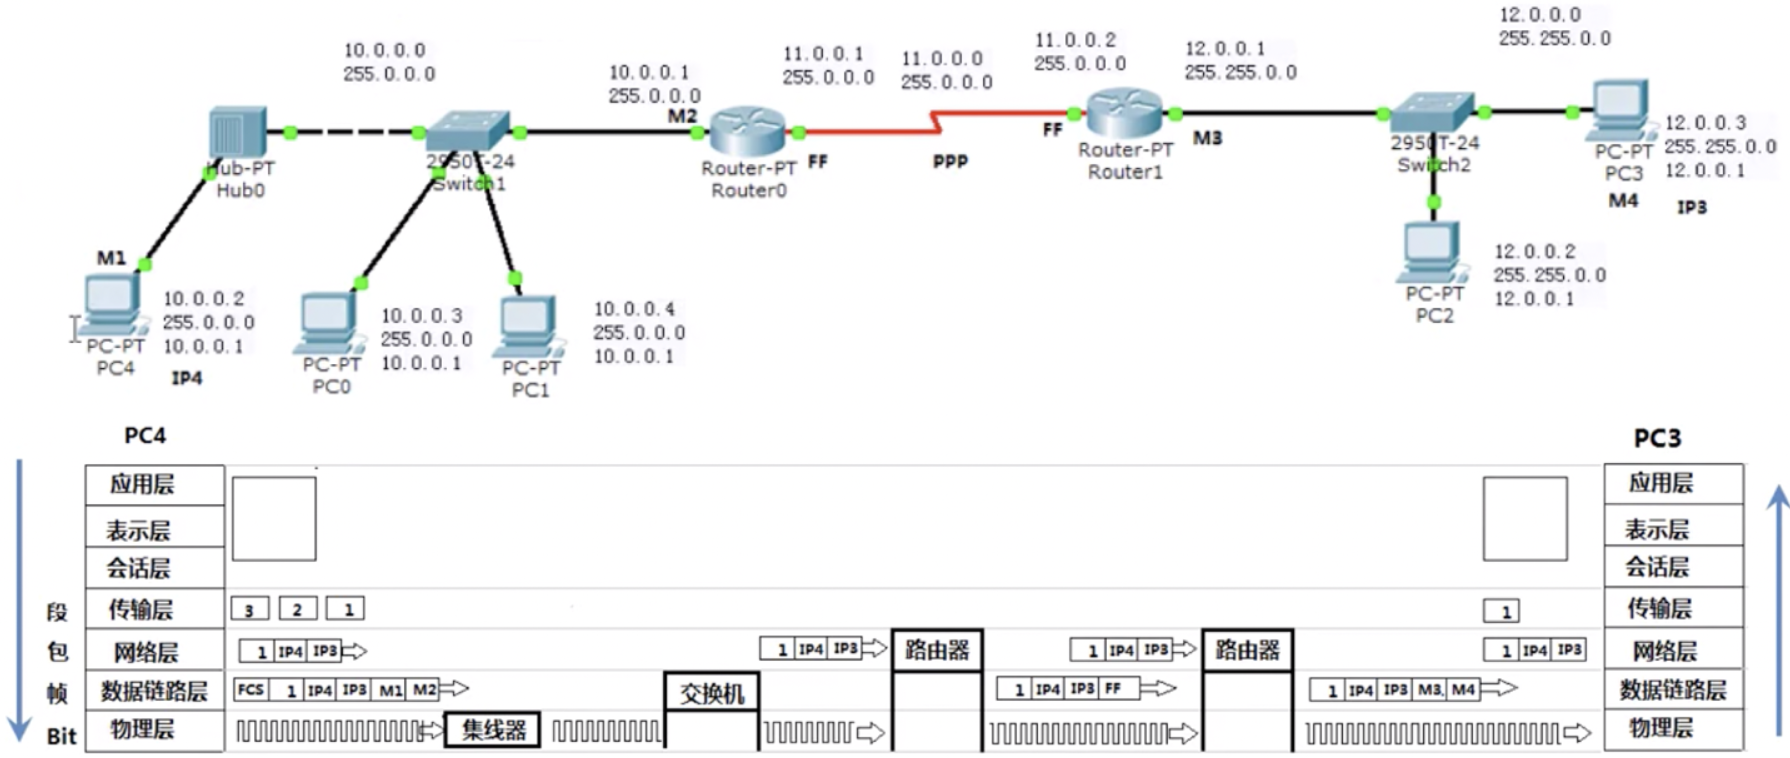 12.0.0.0
255.255.0.0
10.0.0.0
255.0.0.0
10.0.0.1
255.0.0.0
M2
11.0.0.1
255.0.0.0
11.0.0.0
255.0.0.0
11.0.0.2
255.0.0.0
12.0.0.1
255.255.0.0
Hub-PT
Hub0
2950T-24
Switch1
Router-PT
Router0
FF
PPP
FF
Router-PT
Router1
M3
2950T-24
Switch2
PC-PT
PC3
M4
12.0.0.3
255.255.0.0
12.0.0.1
IP3
M1
PC-PT
PC4
10.0.0.2
255.0.0.0
10.0.0.1
IP4
PC-PT
PC0
10.0.0.3
255.0.0.0
10.0.0.1
PC-PT
PC1
10.0.0.4
255.0.0.0
10.0.0.1
PC-PT
PC2
12.0.0.2
255.255.0.0
12.0.0.1
PC4
PC3
应用层
应用层
表示层
表示层
会话层
会话层
段 传输层 3 2 1
1 传输层
包 网络层 1 IP4 IP3
1 IP4 IP3 路由器
1 IP4 IP3 路由器
1 IP4 IP3 网络层
帧 数据链路层 FCS 1 IP4 IP3 M1 M2
交换机
1 IP4 IP3 FF
1 IP4 IP3 M3, M4 数据链路层
Bit 物理层 集线器
物理层